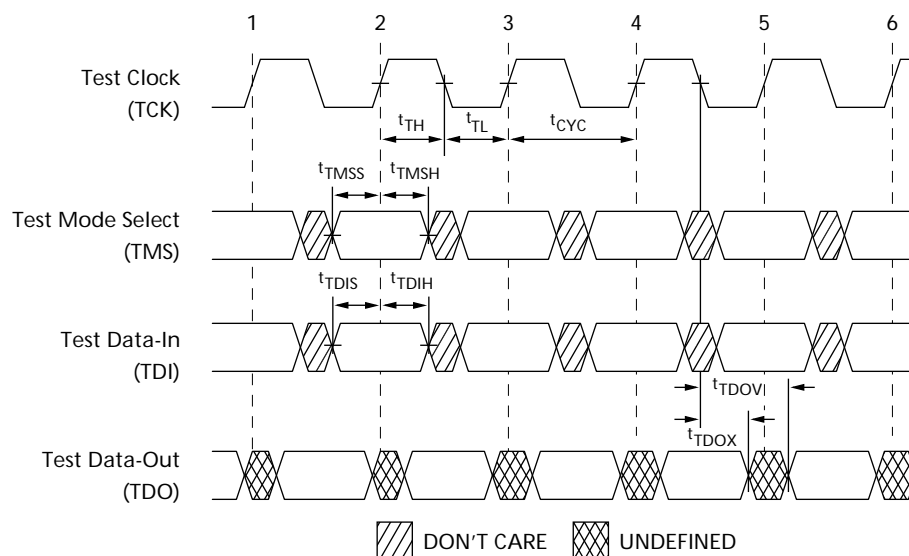 1 2 3 4 5 6
Test Clock
(TCK)
tTH tTL tCYC
tTMSS tTMSH
Test Mode Select
(TMS)
tTDIS tTDIH
Test Data-In
(TDI)
tTDOV
tTDOX
Test Data-Out
(TDO)
DON'T CARE UNDEFINED